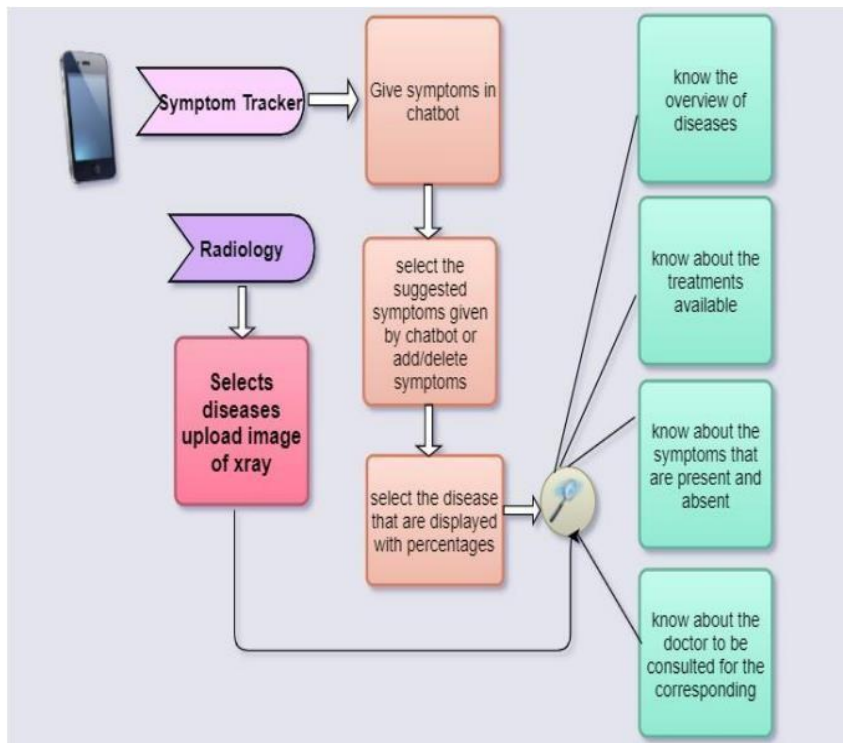 Symptom Tracker
Give symptoms in
chatbot
Radiology
select the
suggested
symptoms given
by chatbot or
add/delete
symptoms
Selects
diseases
upload image
of xray
select the disease
that are displayed
with percentages
know the
overview of
diseases
know about the
treatments
available
know about the
symptoms that
are present and
absent
know about the
doctor to be
consulted for the
corresponding